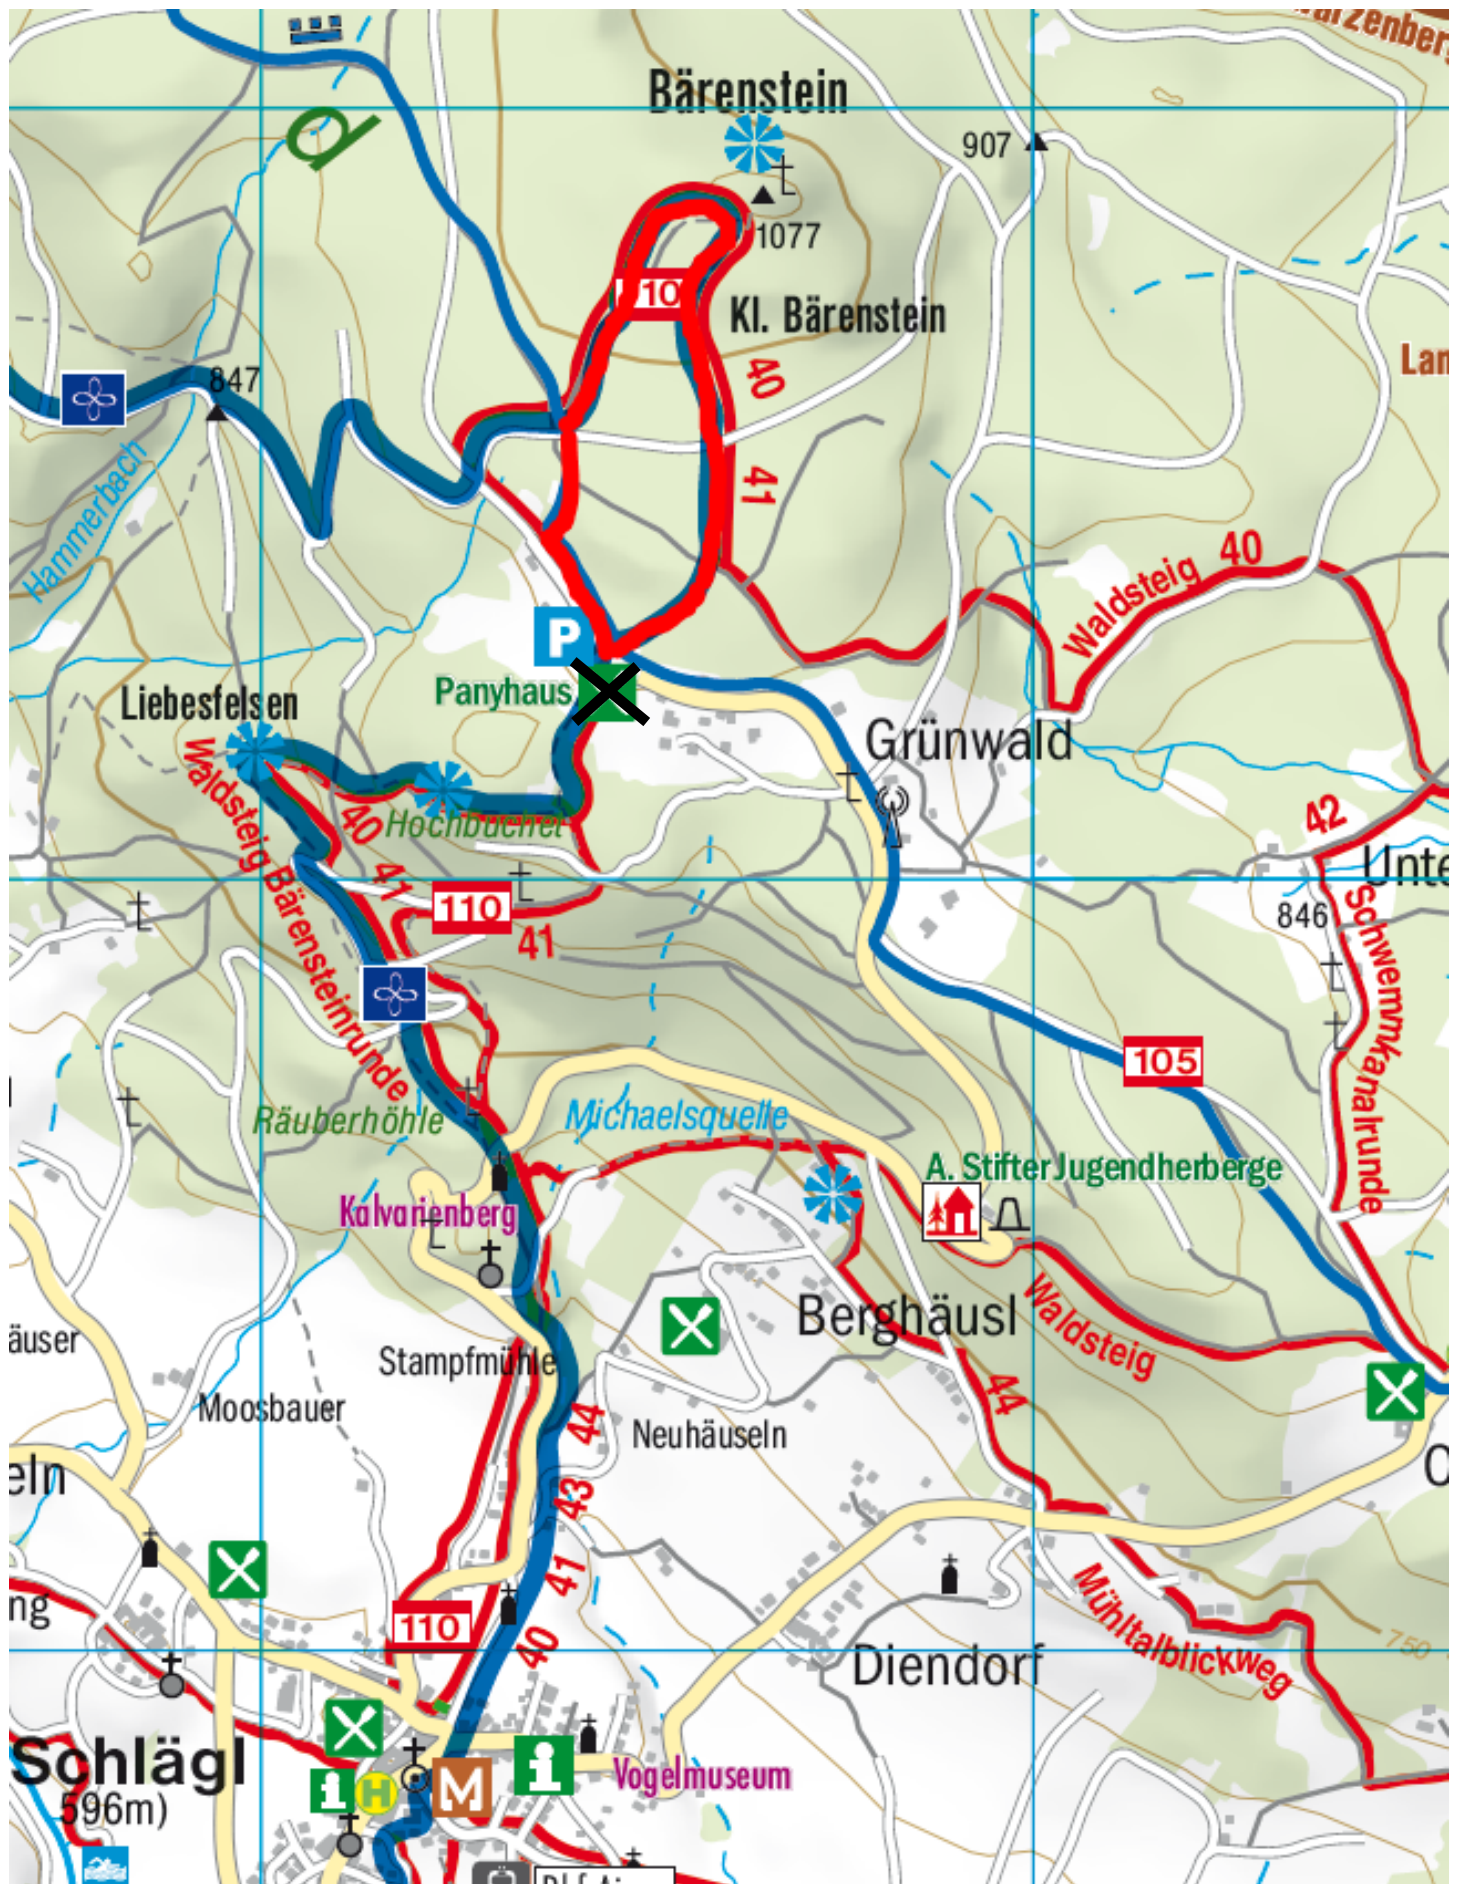 Bärenstein
907
1077
110
Kl. Bärenstein
40
847
Hammerbach
41
Waldsteig 40
P
Panyhaus
Grünwald
Liebesfelsen
Waldsteig Bärensteinrunde
40
Hochbuchet
42
41
110
41
846
Schwemmkanalrunde
105
Räuberhöhle
Michaelsquelle
A. Stifter Jugendherberge
Kalvarienberg
Waldsteig
Berghäusl
Stampfmühle
44
Moosbauer
44
Neuhäuseln
43
41
Mühltalblickweg
110
40
Diendorf
750
Schlägl
596m)
i
H
M
i
Vogelmuseum